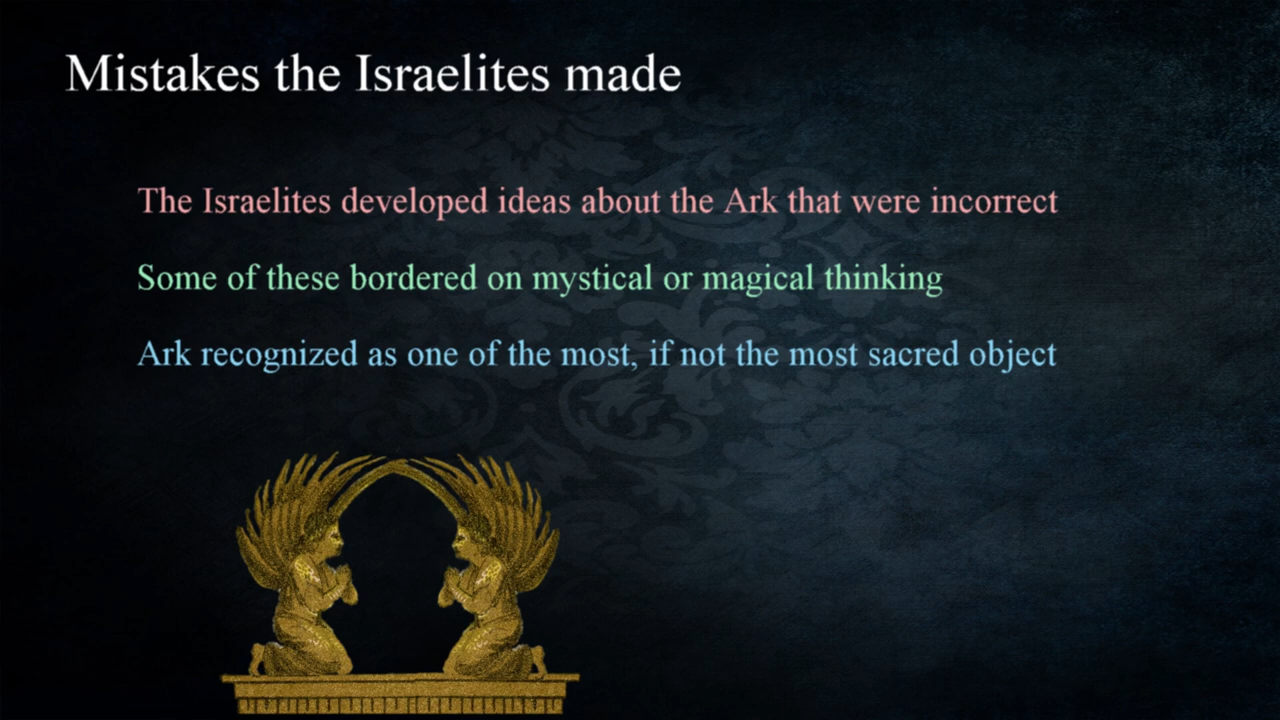 Mistakes the Israelites made
The Israelites developed ideas about the Ark that were incorrect
Some of these bordered on mystical or magical thinking
Ark recognized as one of the most, if not the most sacred object